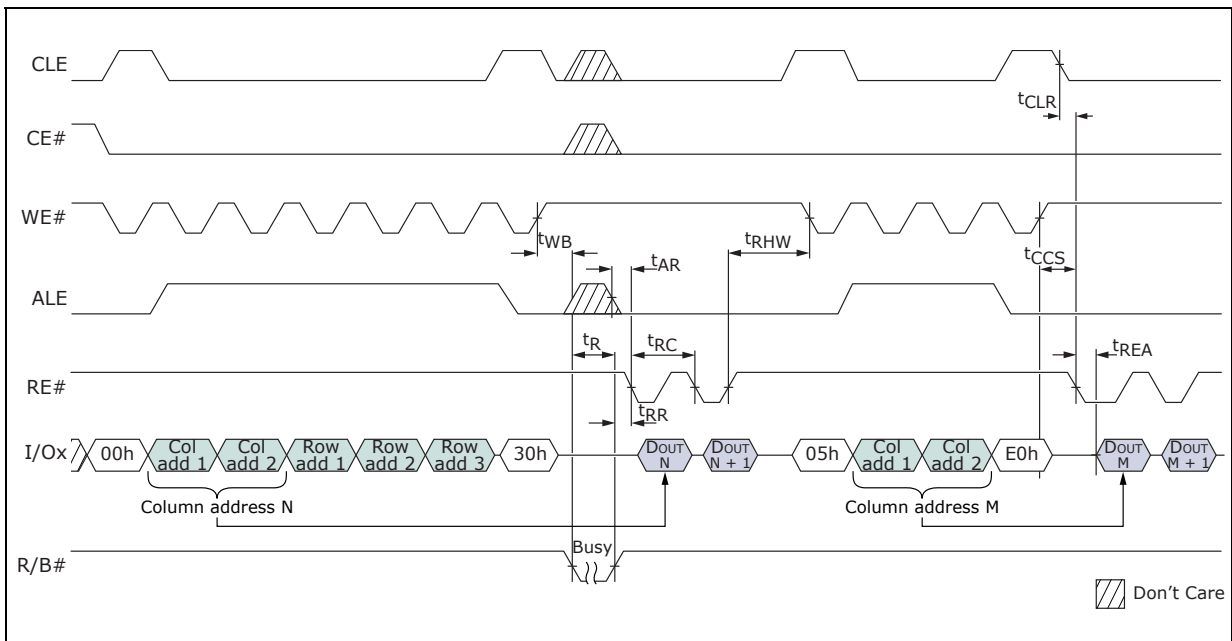 CLE
tCLR
CE#
WE#
tWB
tRHW
tAR
tCCS
ALE
tR
tRC
tREA
RE#
tRR
I/Ox
00h
Col add 1
Col add 2
Row add 1
Row add 2
Row add 3
30h
DOUT N
DOUT N + 1
05h
Col add 1
Col add 2
E0h
DOUT M
DOUT M + 1
Column address N
Column address M
R/B#
Busy
Don't Care